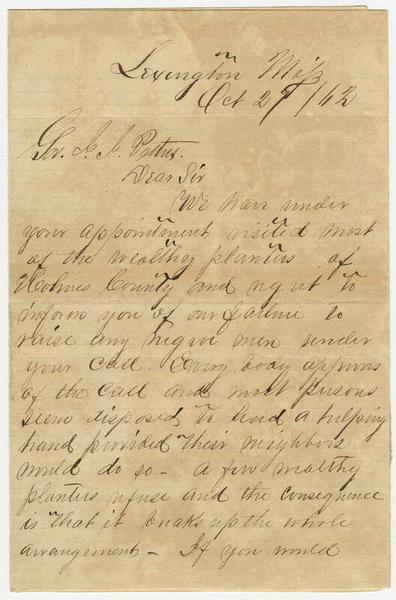 Lexington Miss
Oct 29/62
Gov. J. J. Pettus.
Dear Sir
We have under
your appointment visited most
of the wealthy planters of
Holmes County and regret to
inform you of our failure to
raise any negroe men under
your call. Every body approves
of the call and most persons
seem disposed to lend a helping
hand provided their neighbors
would do so - a few wealthy
planters refuse and the consequence
is that it breaks up the whole
arrangement - If you would